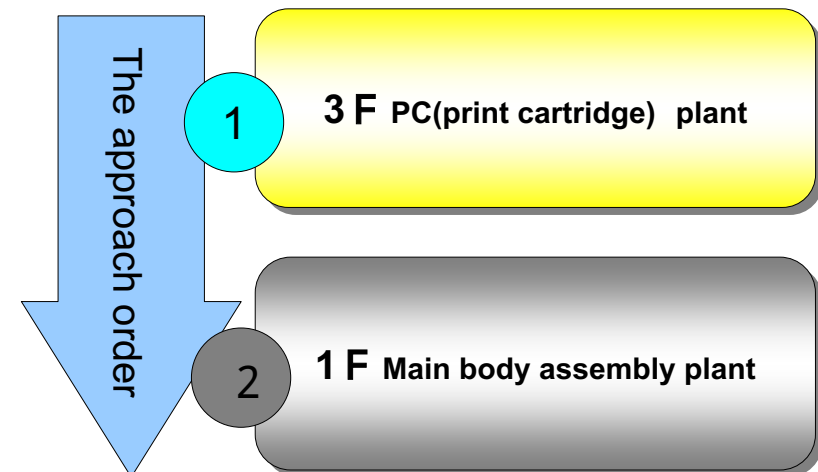 The approach order
1
3 F PC(print cartridge) plant
2
1 F Main body assembly plant